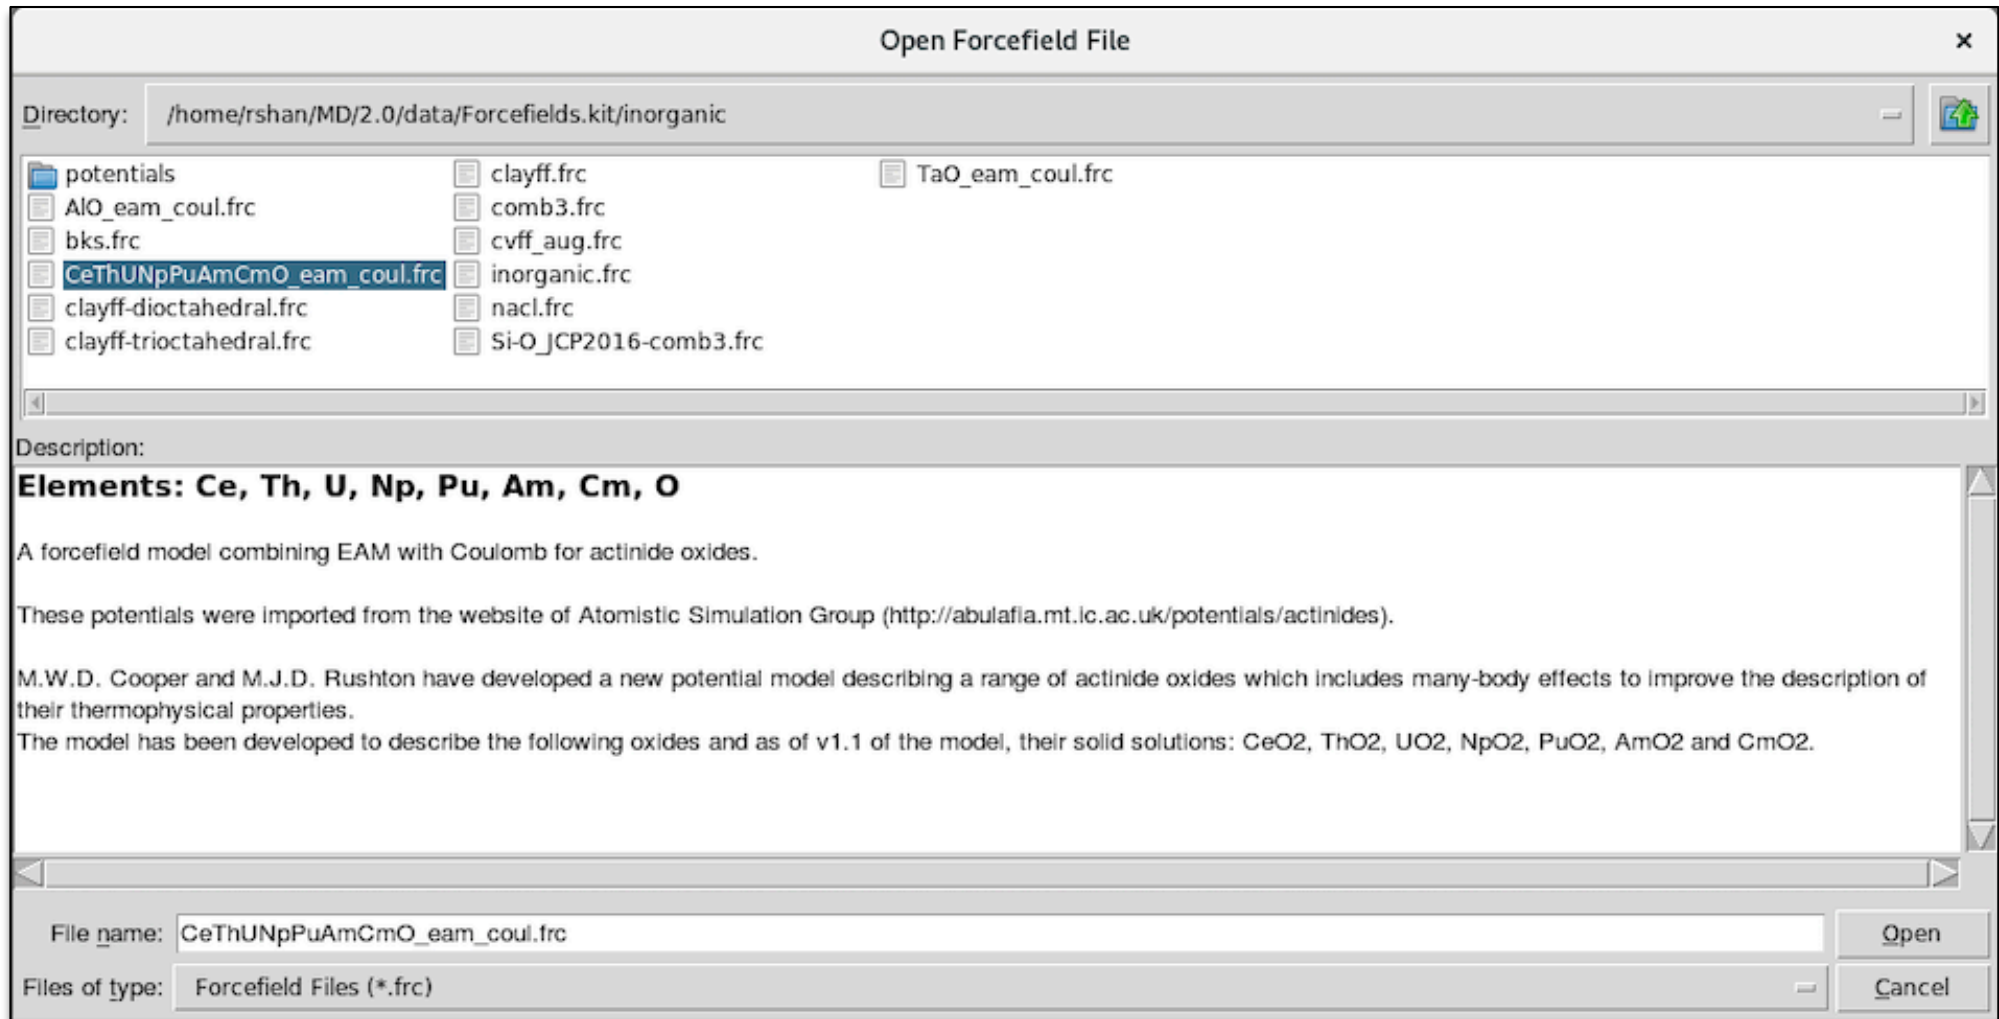 Open Forcefield File
Directory: /home/rshan/MD/2.0/data/Forcefields.kit/inorganic
potentials
AlO_eam_coul.frc
bks.frc
CeThUNpPuAmCmO_eam_coul.frc
clayff-dioctahedral.frc
clayff-trioctahedral.frc
clayff.frc
comb3.frc
cvff_aug.frc
inorganic.frc
nacl.frc
Si-O_JCP2016-comb3.frc
TaO_eam_coul.frc
Description:
Elements: Ce, Th, U, Np, Pu, Am, Cm, O
A forcefield model combining EAM with Coulomb for actinide oxides.
These potentials were imported from the website of Atomistic Simulation Group (http://abulafia.mt.ic.ac.uk/potentials/actinides).
M.W.D. Cooper and M.J.D. Rushton have developed a new potential model describing a range of actinide oxides which includes many-body effects to improve the description of
their thermophysical properties.
The model has been developed to describe the following oxides and as of v1.1 of the model, their solid solutions: CeO2, ThO2, UO2, NpO2, PuO2, AmO2 and CmO2.
File name: CeThUNpPuAmCmO_eam_coul.frc
Open
Files of type: Forcefield Files (*.frc)
Cancel